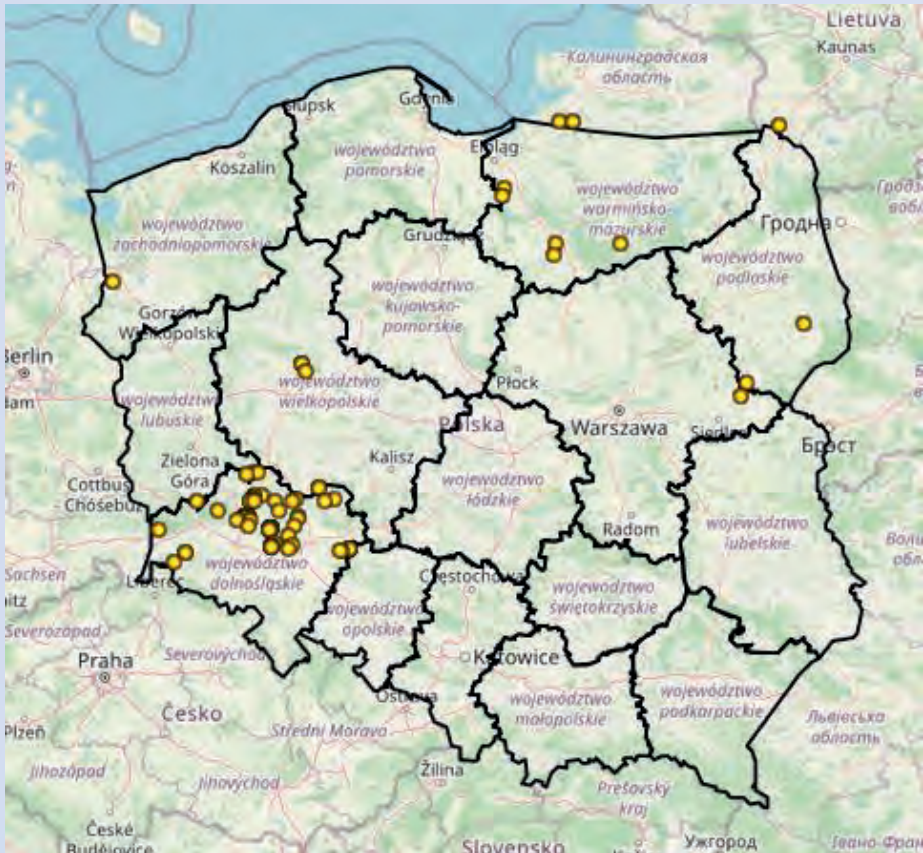 Lietuva
Kaunas
Калининградская
область
Gdynia
Słupsk
Elbląg
województwo
pomorskie
Koszalin
województwo
warmińsko-
mazurskie
Гродна
województwo
zachodniopomorskie
województwo
podlaskie
województwo
kujawsko-
pomorskie
Gorzów
Wielkopolski
Berlin
Płock
województwo
wielkopolskie
województwo
lubuskie
Polska
Warszawa
Брэст
Kalisz
Zielona
Góra
Cottbus
- Chóśebuz
województwo
łódzkie
Radom
województwo
lubelskie
Sachsen
Liberec
województwo
dolnośląskie
Częstochowa
województwo
świętokrzyskie
województwo
opolskie
Severozápad
Severovýchod
Katowice
Praha
województwo
małopolskie
województwo
podkarpackie
Ostrava
Česko
Львівська
область
Plzeň
Střední Morava
Jihozápad
Jihovýchod
Žilina
Prešovský
kraj
České
Budějovice
Slovensko
Ужгород